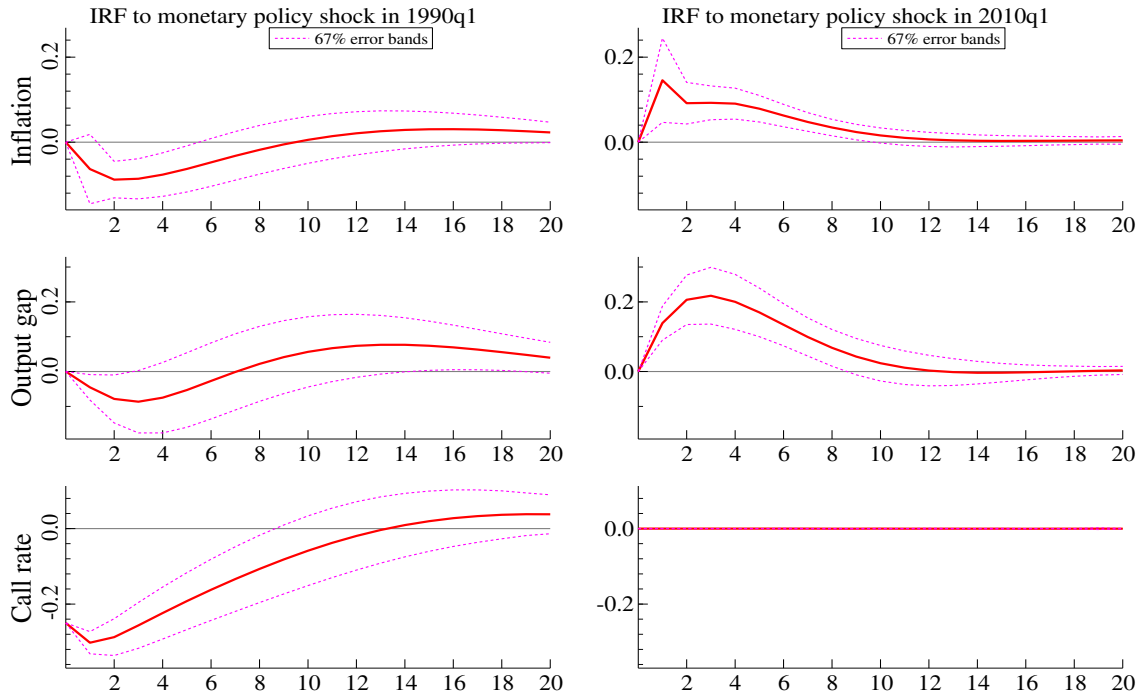 IRF to monetary policy shock in 1990q1
67% error bands
Inflation
0.2
0.0
2 4 6 8 10 12 14 16 18 20
IRF to monetary policy shock in 2010q1
67% error bands
0.2
0.0
2 4 6 8 10 12 14 16 18 20
Output gap
0.2
0.0
2 4 6 8 10 12 14 16 18 20
0.2
0.0
2 4 6 8 10 12 14 16 18 20
Call rate
0.0
-0.2
2 4 6 8 10 12 14 16 18 20
0.0
-0.2
2 4 6 8 10 12 14 16 18 20